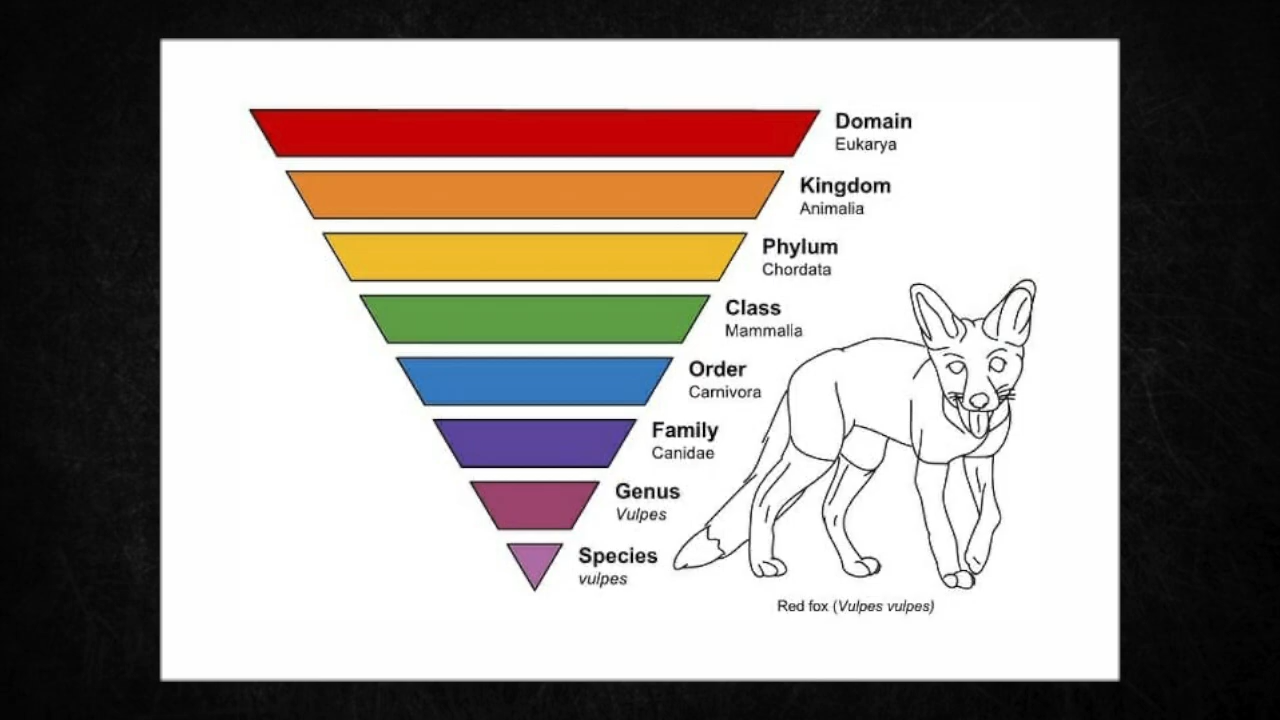 Domain
Eukarya
Kingdom
Animalia
Phylum
Chordata
Class
Mammalia
Order
Carnivora
Family
Canidae
Genus
Vulpes
Species
vulpes
Red fox (Vulpes vulpes)